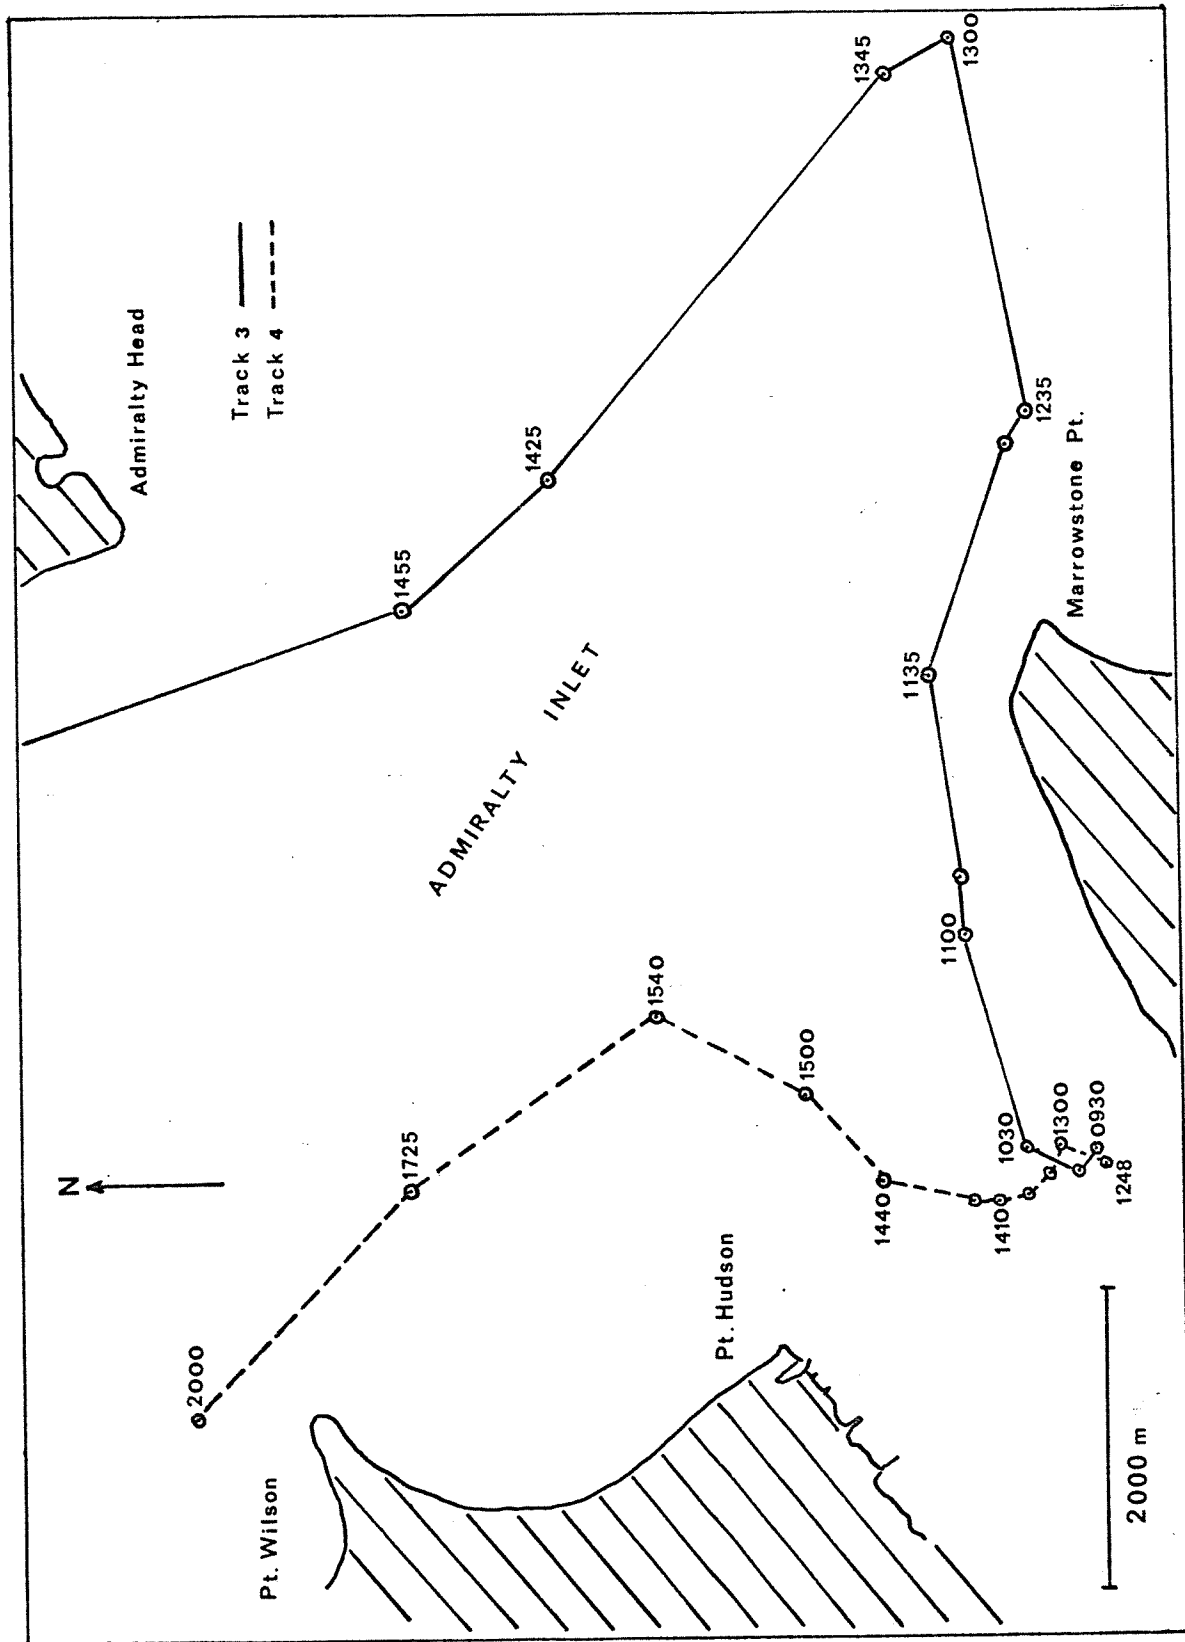 Admiralty Head
Track 3
Track 4
1345
1300
1425
1455
1235
Marrowstone Pt.
ADMIRALTY INLET
1135
1100
1540
1500
1030
1300
0930
1248
N
1725
1440
1410
Pt. Hudson
2000
Pt. Wilson
2000 m